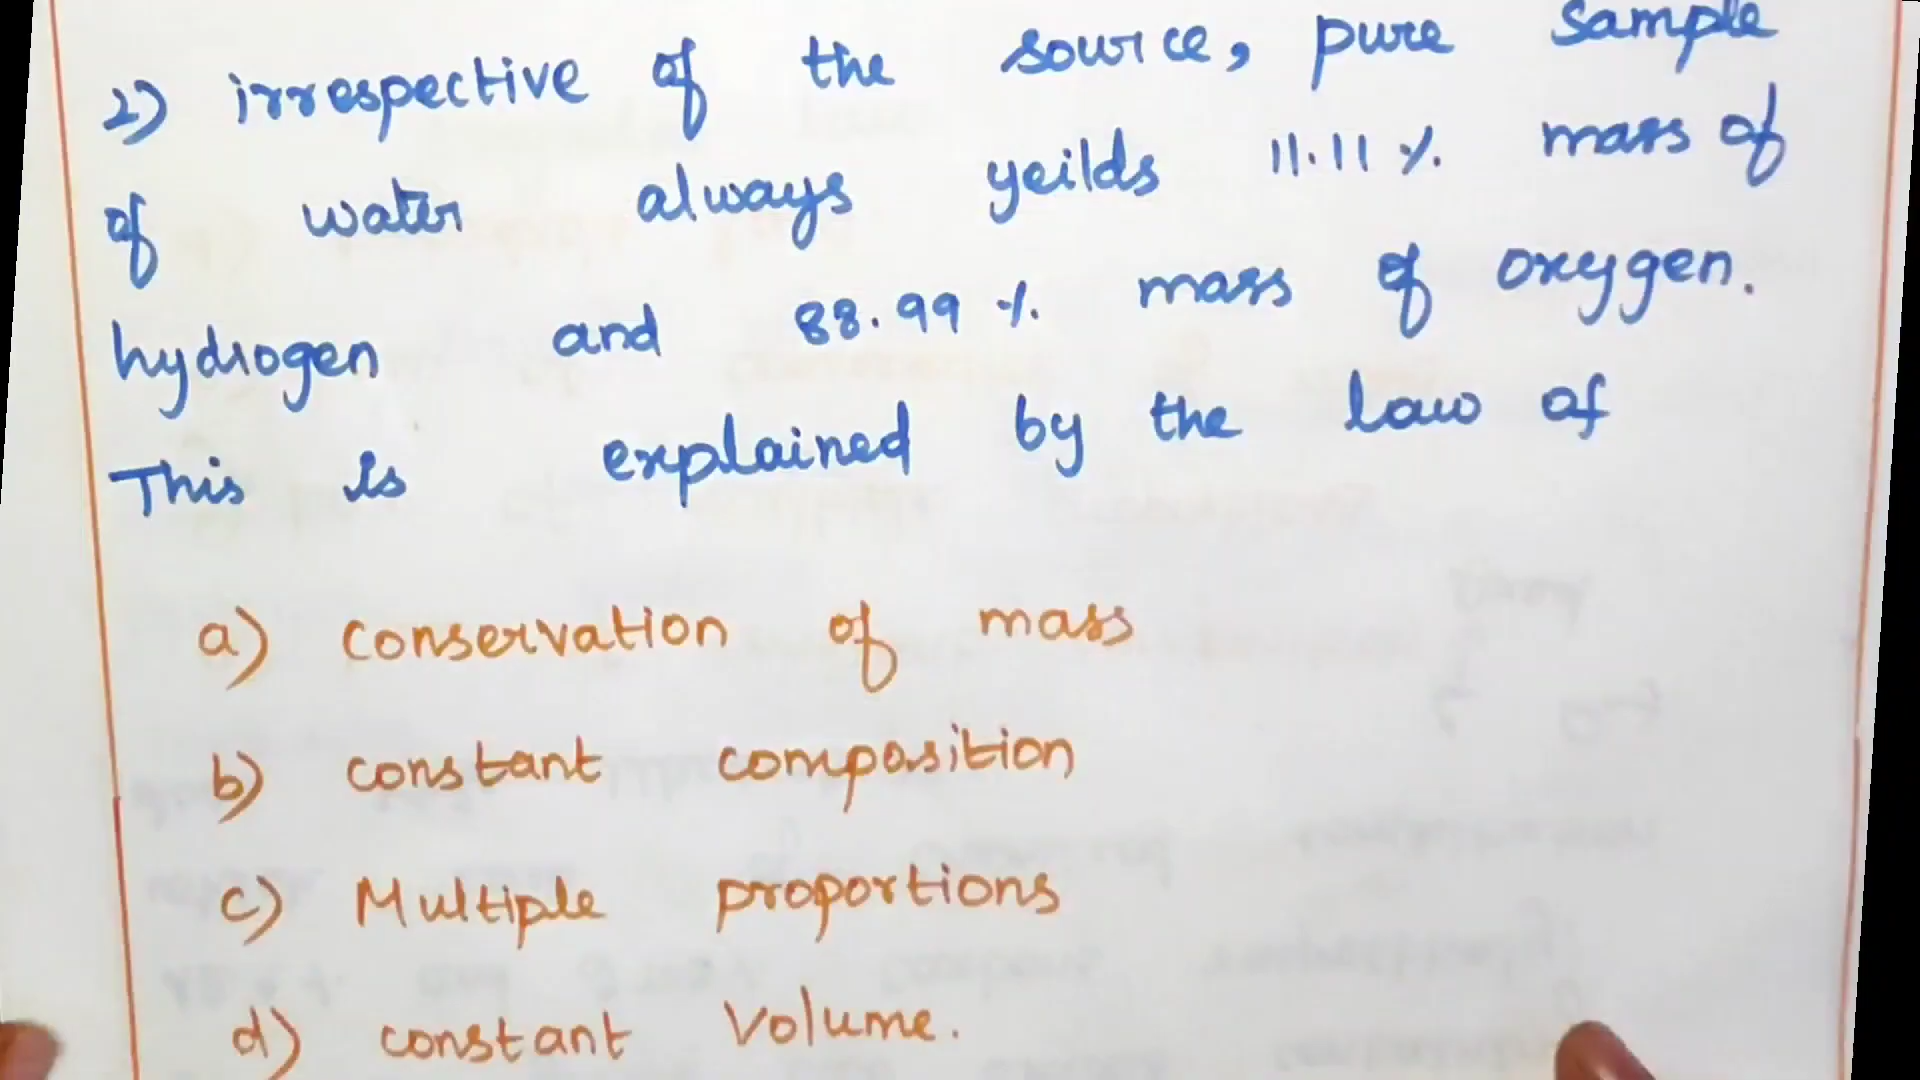 2) irrespective of the source, pure sample
of water always yeilds 11.11 % mass of
hydrogen and 88.99 % mass of oxygen.
This is explained by the law of
a) conservation of mass
b) constant composition
c) Multiple proportions
d) constant Volume.